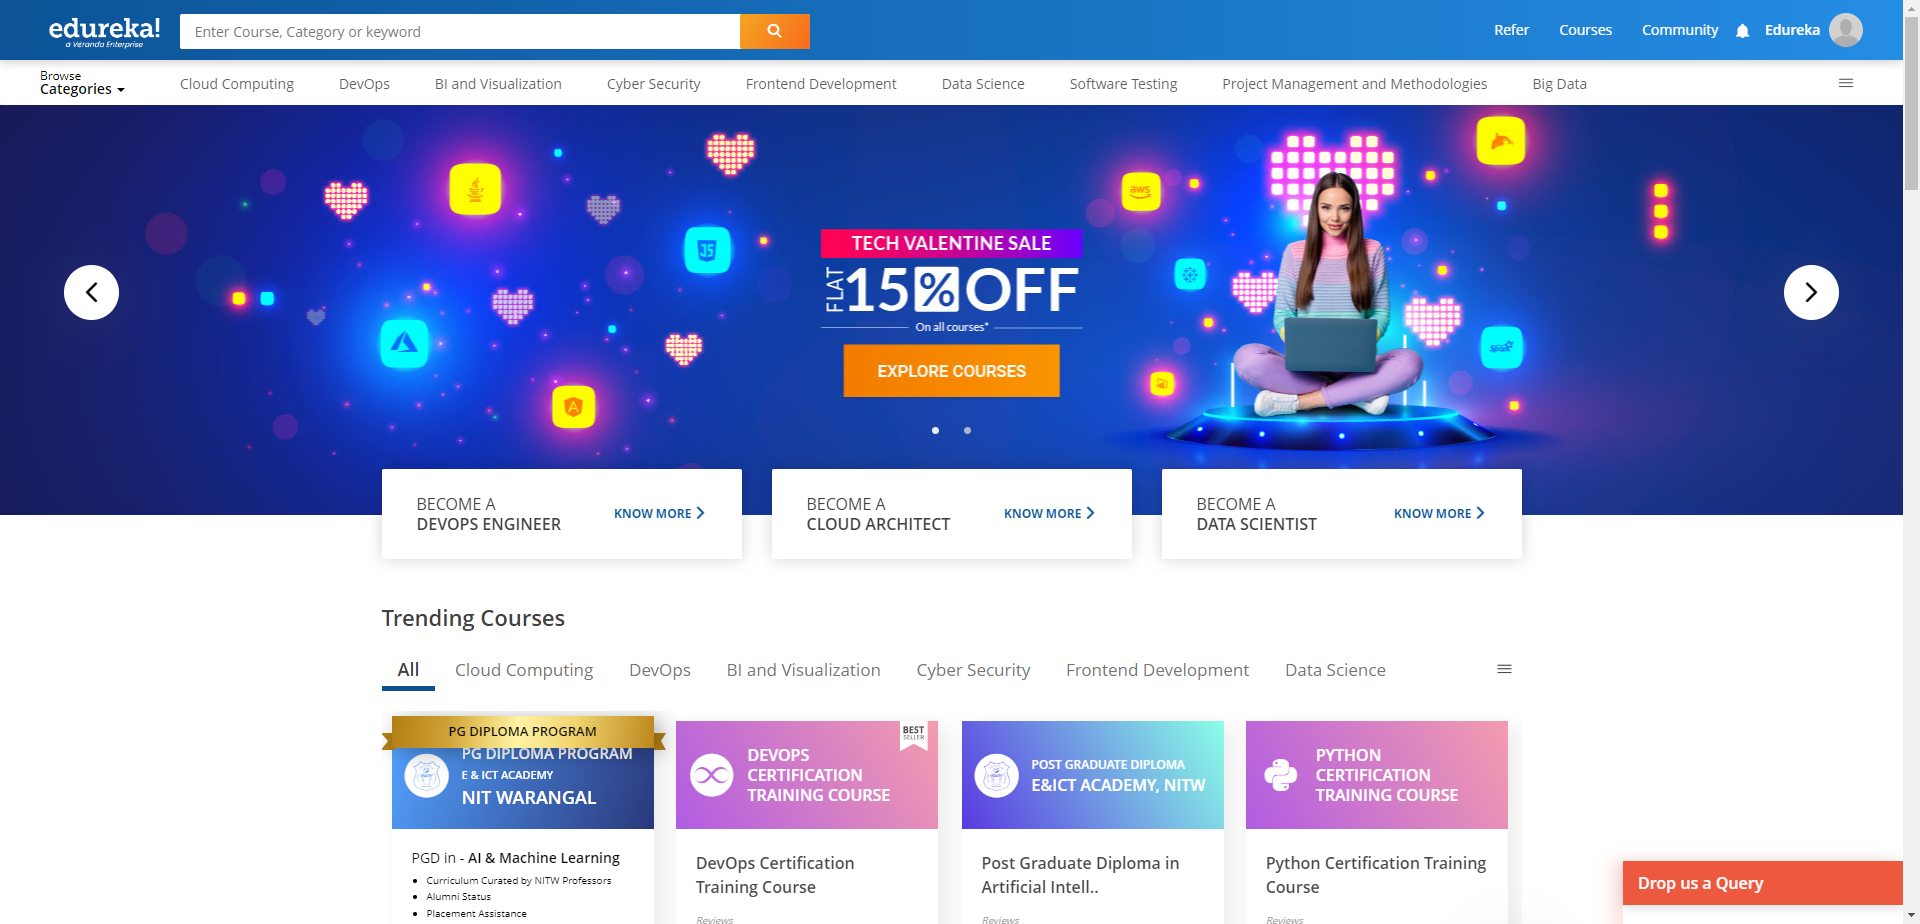 edureka!
a Veranda Enterprise
Enter Course, Category or keyword
Refer
Courses
Community
Edureka
Browse
Categories
Cloud Computing
DevOps
BI and Visualization
Cyber Security
Frontend Development
Data Science
Software Testing
Project Management and Methodologies
Big Data
JS
aws
Spark
A
TECH VALENTINE SALE
FLAT 15% OFF
On all courses*
EXPLORE COURSES
BECOME A
DEVOPS ENGINEER
KNOW MORE
BECOME A
CLOUD ARCHITECT
KNOW MORE
BECOME A
DATA SCIENTIST
KNOW MORE
Trending Courses
All
Cloud Computing
DevOps
BI and Visualization
Cyber Security
Frontend Development
Data Science
PG DIPLOMA PROGRAM
PG DIPLOMA PROGRAM
E & ICT ACADEMY
NIT WARANGAL
PGD in - AI & Machine Learning
Curriculum Curated by NITW Professors
Alumni Status
Placement Assistance
BEST
SELLER
DEVOPS
CERTIFICATION
TRAINING COURSE
DevOps Certification
Training Course
Reviews
POST GRADUATE DIPLOMA
E&ICT ACADEMY, NITW
Post Graduate Diploma in
Artificial Intell..
Reviews
PYTHON
CERTIFICATION
TRAINING COURSE
Python Certification Training
Course
Reviews
Drop us a Query